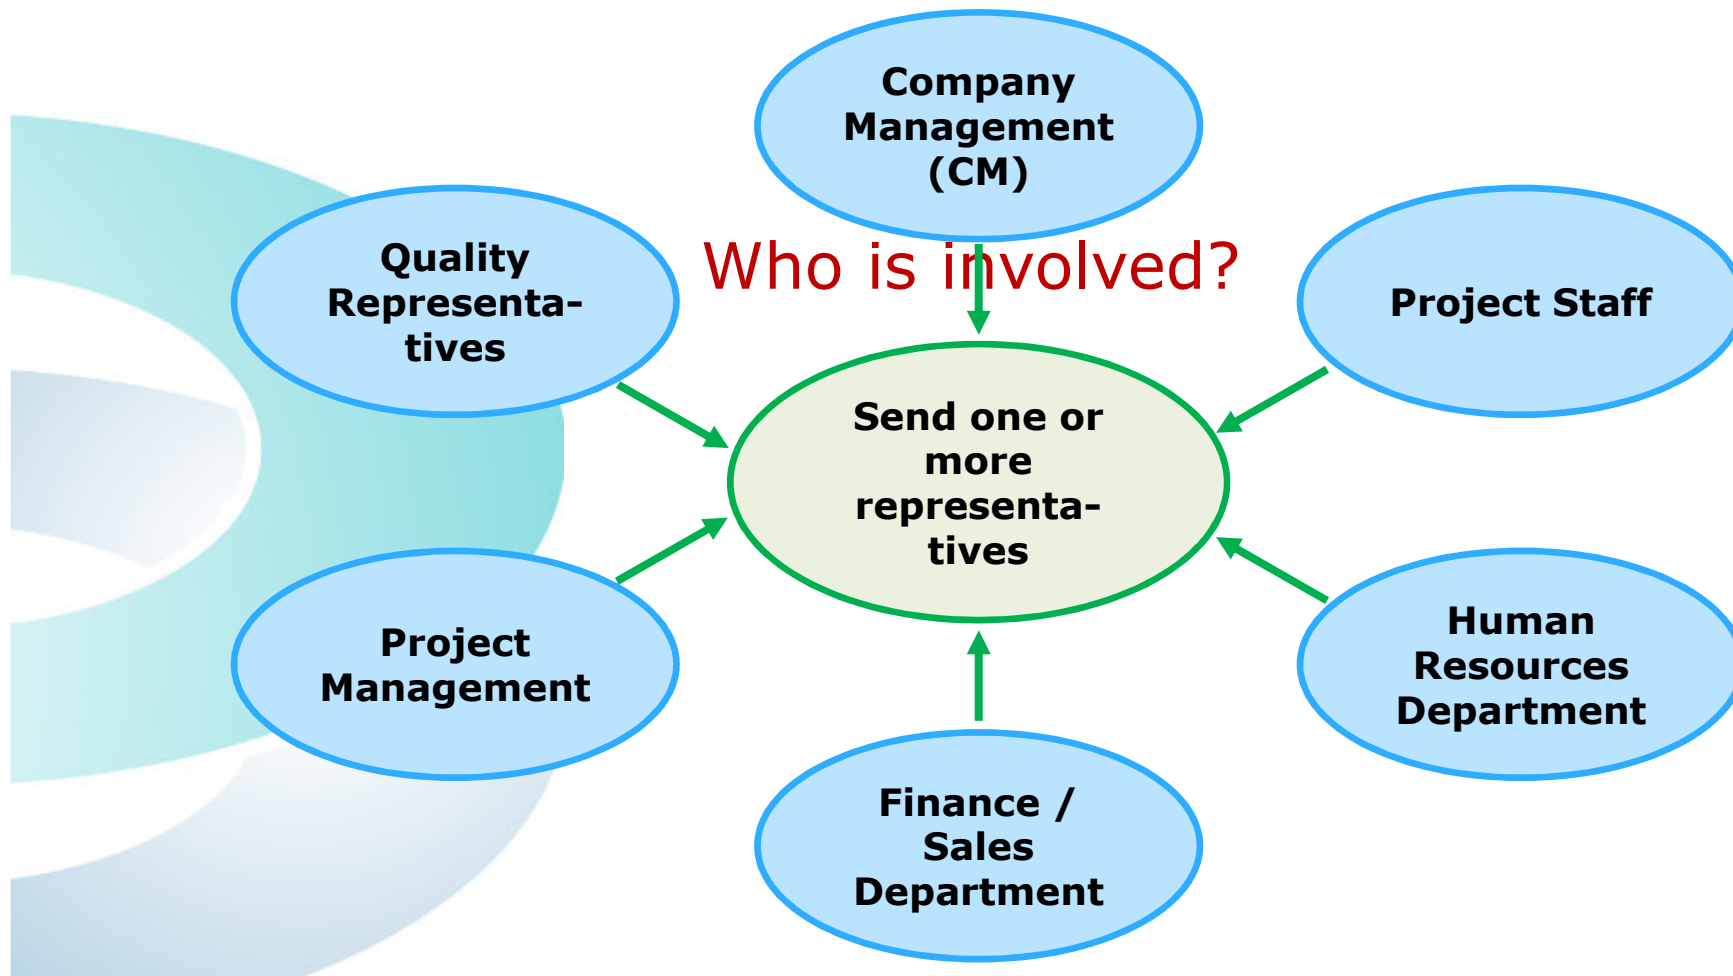 Company
Management
(CM)
Who is involved?
Quality
Representa-
tives
Project Staff
Send one or
more
representa-
tives
Project
Management
Human
Resources
Department
Finance /
Sales
Department